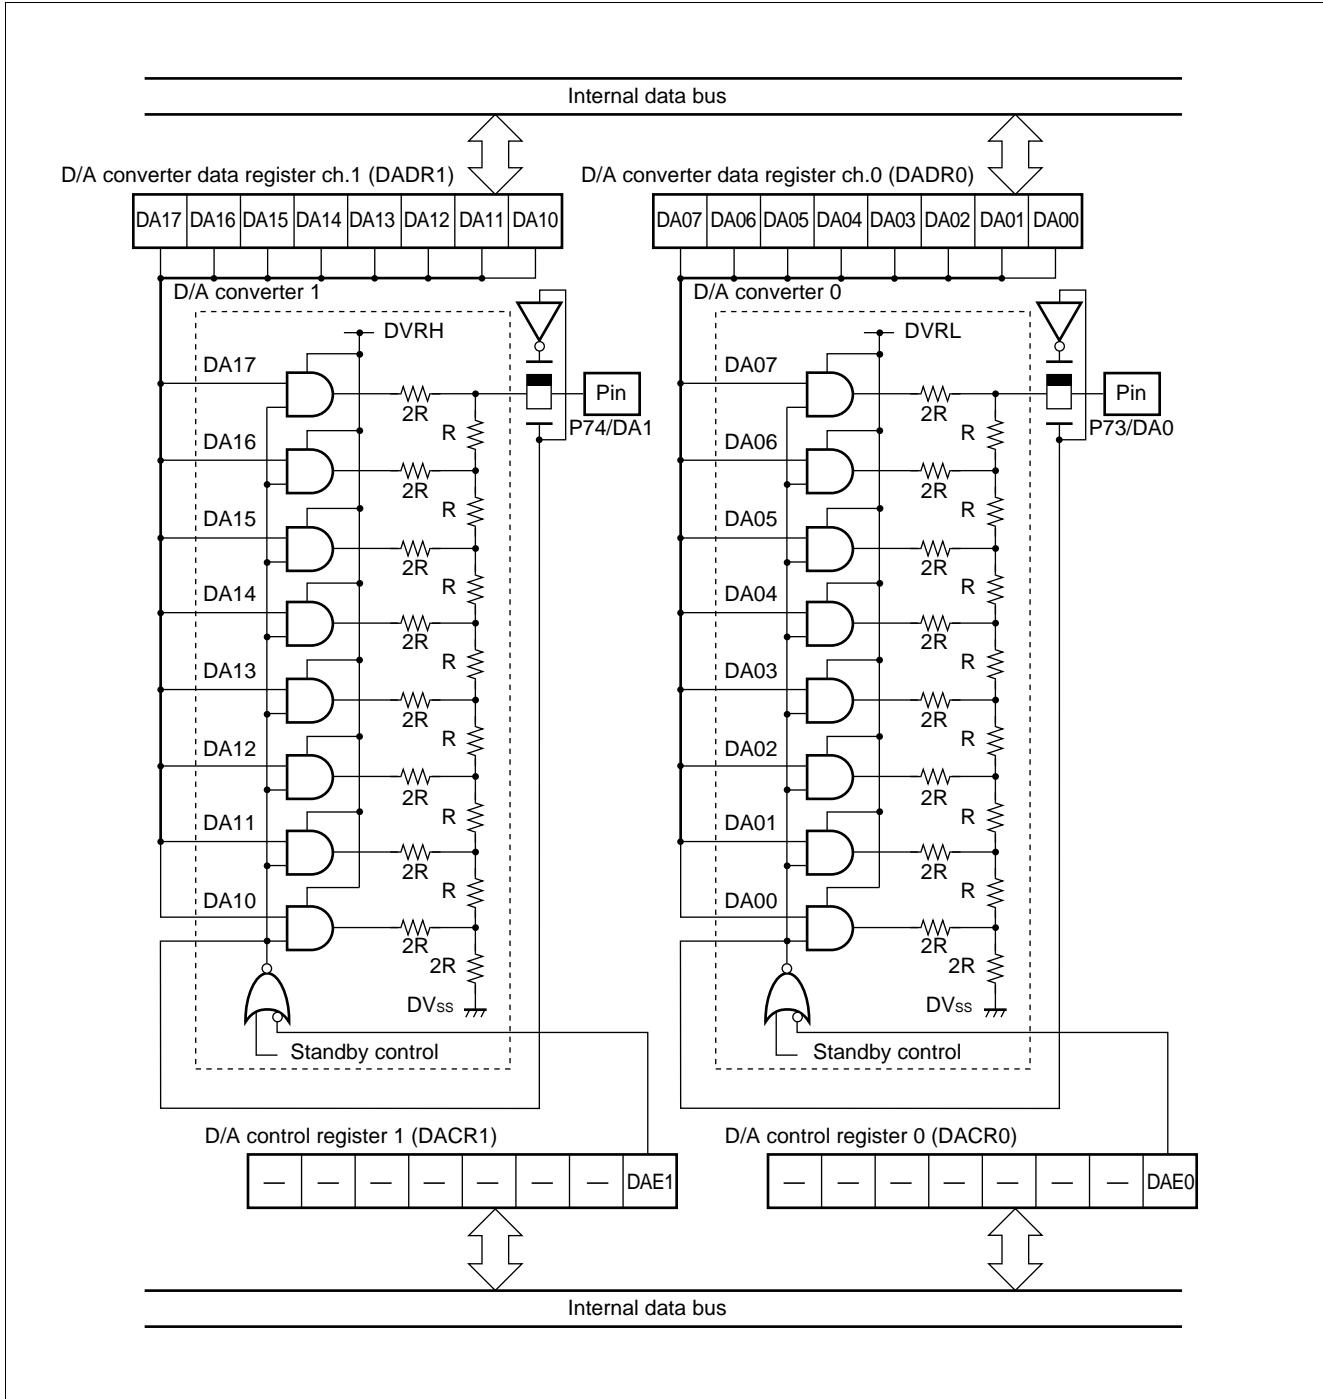 Internal data bus
D/A converter data register ch.1 (DADR1)
D/A converter data register ch.0 (DADR0)
DA17 DA16 DA15 DA14 DA13 DA12 DA11 DA10
DA07 DA06 DA05 DA04 DA03 DA02 DA01 DA00
D/A converter 1
DVRH
DA17
2R
R
Pin
P74/DA1
DA16
2R
R
DA15
2R
R
DA14
2R
R
DA13
2R
R
DA12
2R
R
DA11
2R
R
DA10
2R
2R
DVss
Standby control
D/A converter 0
DVRL
DA07
2R
R
Pin
P73/DA0
DA06
2R
R
DA05
2R
R
DA04
2R
R
DA03
2R
R
DA02
2R
R
DA01
2R
R
DA00
2R
2R
DVss
Standby control
D/A control register 1 (DACR1)
— — — — — — — DAE1
D/A control register 0 (DACR0)
— — — — — — — DAE0
Internal data bus